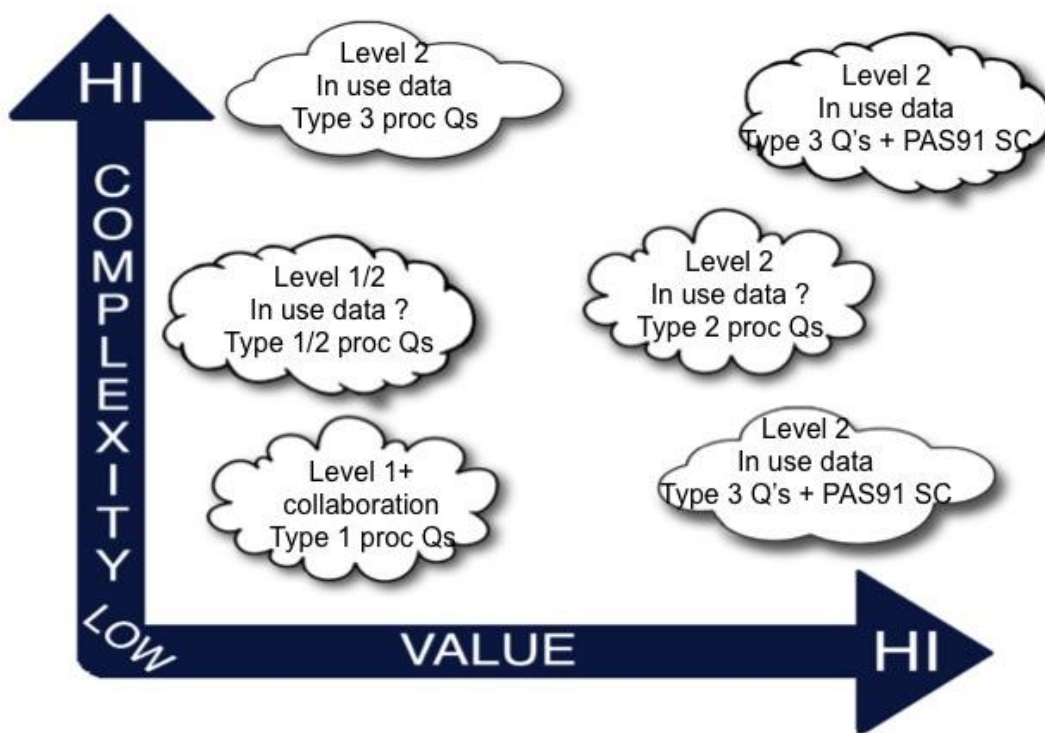 HI
COMPLEXITY
LOW
VALUE
HI
Level 2
In use data
Type 3 proc Qs
Level 2
In use data
Type 3 Q's + PAS91 SC
Level 1/2
In use data ?
Type 1/2 proc Qs
Level 2
In use data ?
Type 2 proc Qs
Level 1+
collaboration
Type 1 proc Qs
Level 2
In use data
Type 3 Q's + PAS91 SC